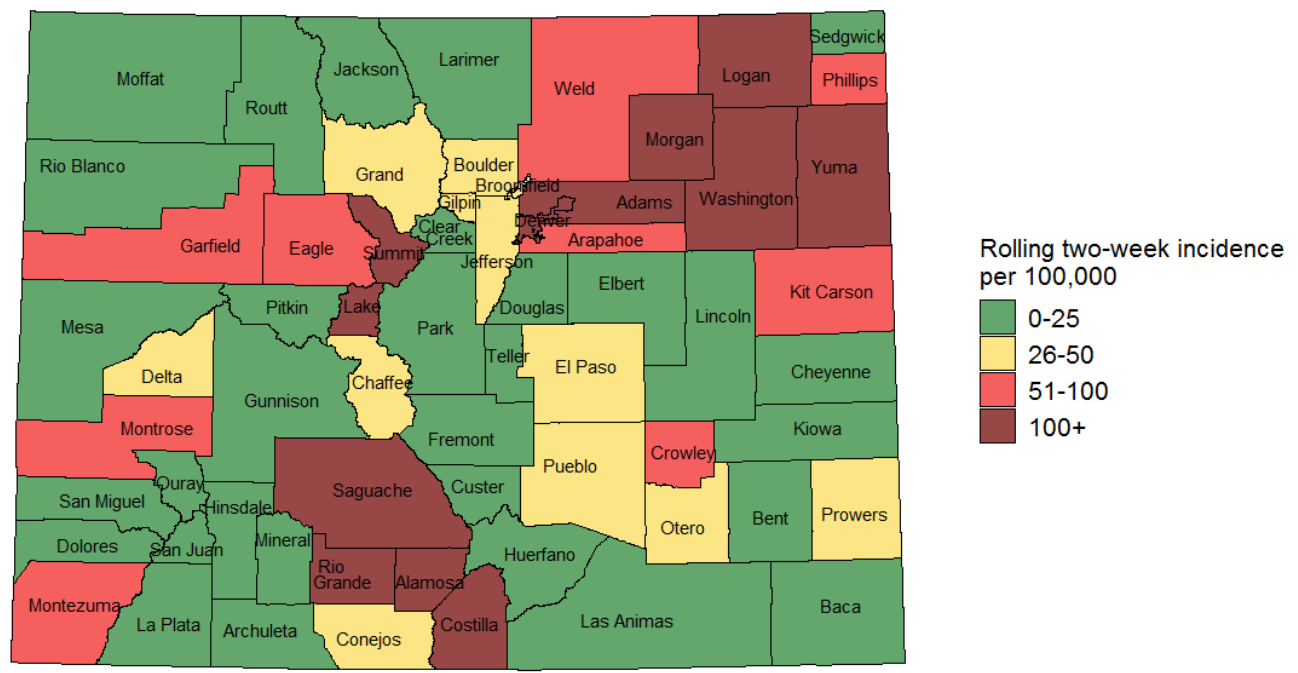 Sedgwick
Larimer
Jackson
Moffat
Logan
Phillips
Weld
Routt
Morgan
Rio Blanco
Boulder
Yuma
Grand
Broomfield
Gilpin
Adams
Washington
Clear
Creek
Denver
Garfield
Eagle
Summit
Arapahoe
Jefferson
Rolling two-week incidence
per 100,000
Elbert
Kit Carson
Pitkin
Lake
Douglas
Lincoln
0-25
Mesa
Park
Teller
26-50
El Paso
Delta
Chaffee
Cheyenne
51-100
Gunnison
Montrose
Fremont
Kiowa
100+
Crowley
Pueblo
Ouray
Saguache
Custer
San Miguel
Hinsdale
Otero
Bent
Prowers
Dolores
San Juan
Mineral
Huerfano
Rio
Grande
Alamosa
Montezuma
La Plata
Archuleta
Conejos
Costilla
Las Animas
Baca